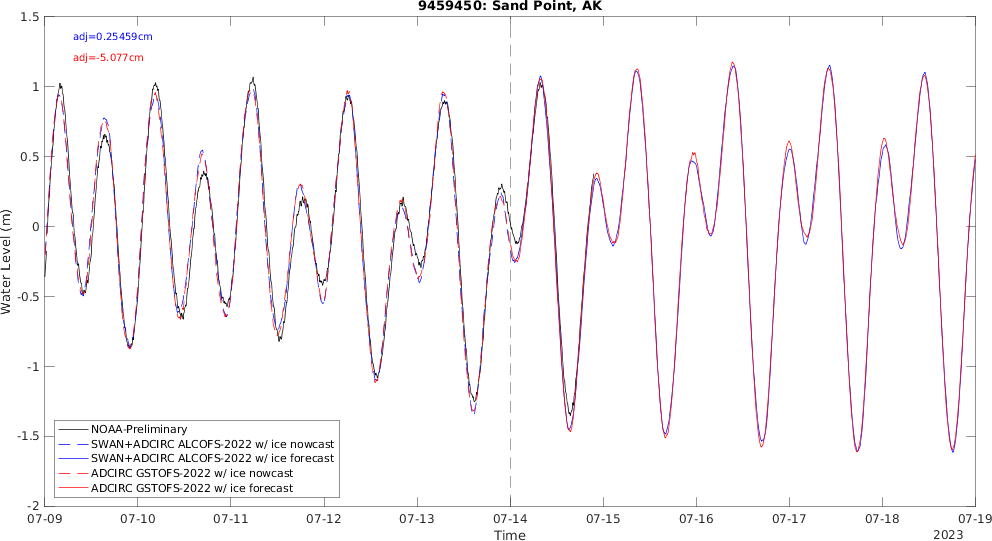 9459450: Sand Point, AK
adj=0.25459cm
adj=-5.077cm
Water Level (m)
1.5
1
0.5
0
-0.5
-1
-1.5
-2
NOAA-Preliminary
SWAN+ADCIRC ALCOFS-2022 w/ ice nowcast
SWAN+ADCIRC ALCOFS-2022 w/ ice forecast
ADCIRC GSTOFS-2022 w/ ice nowcast
ADCIRC GSTOFS-2022 w/ ice forecast
07-09 07-10 07-11 07-12 07-13 07-14 07-15 07-16 07-17 07-18 07-19
Time
2023